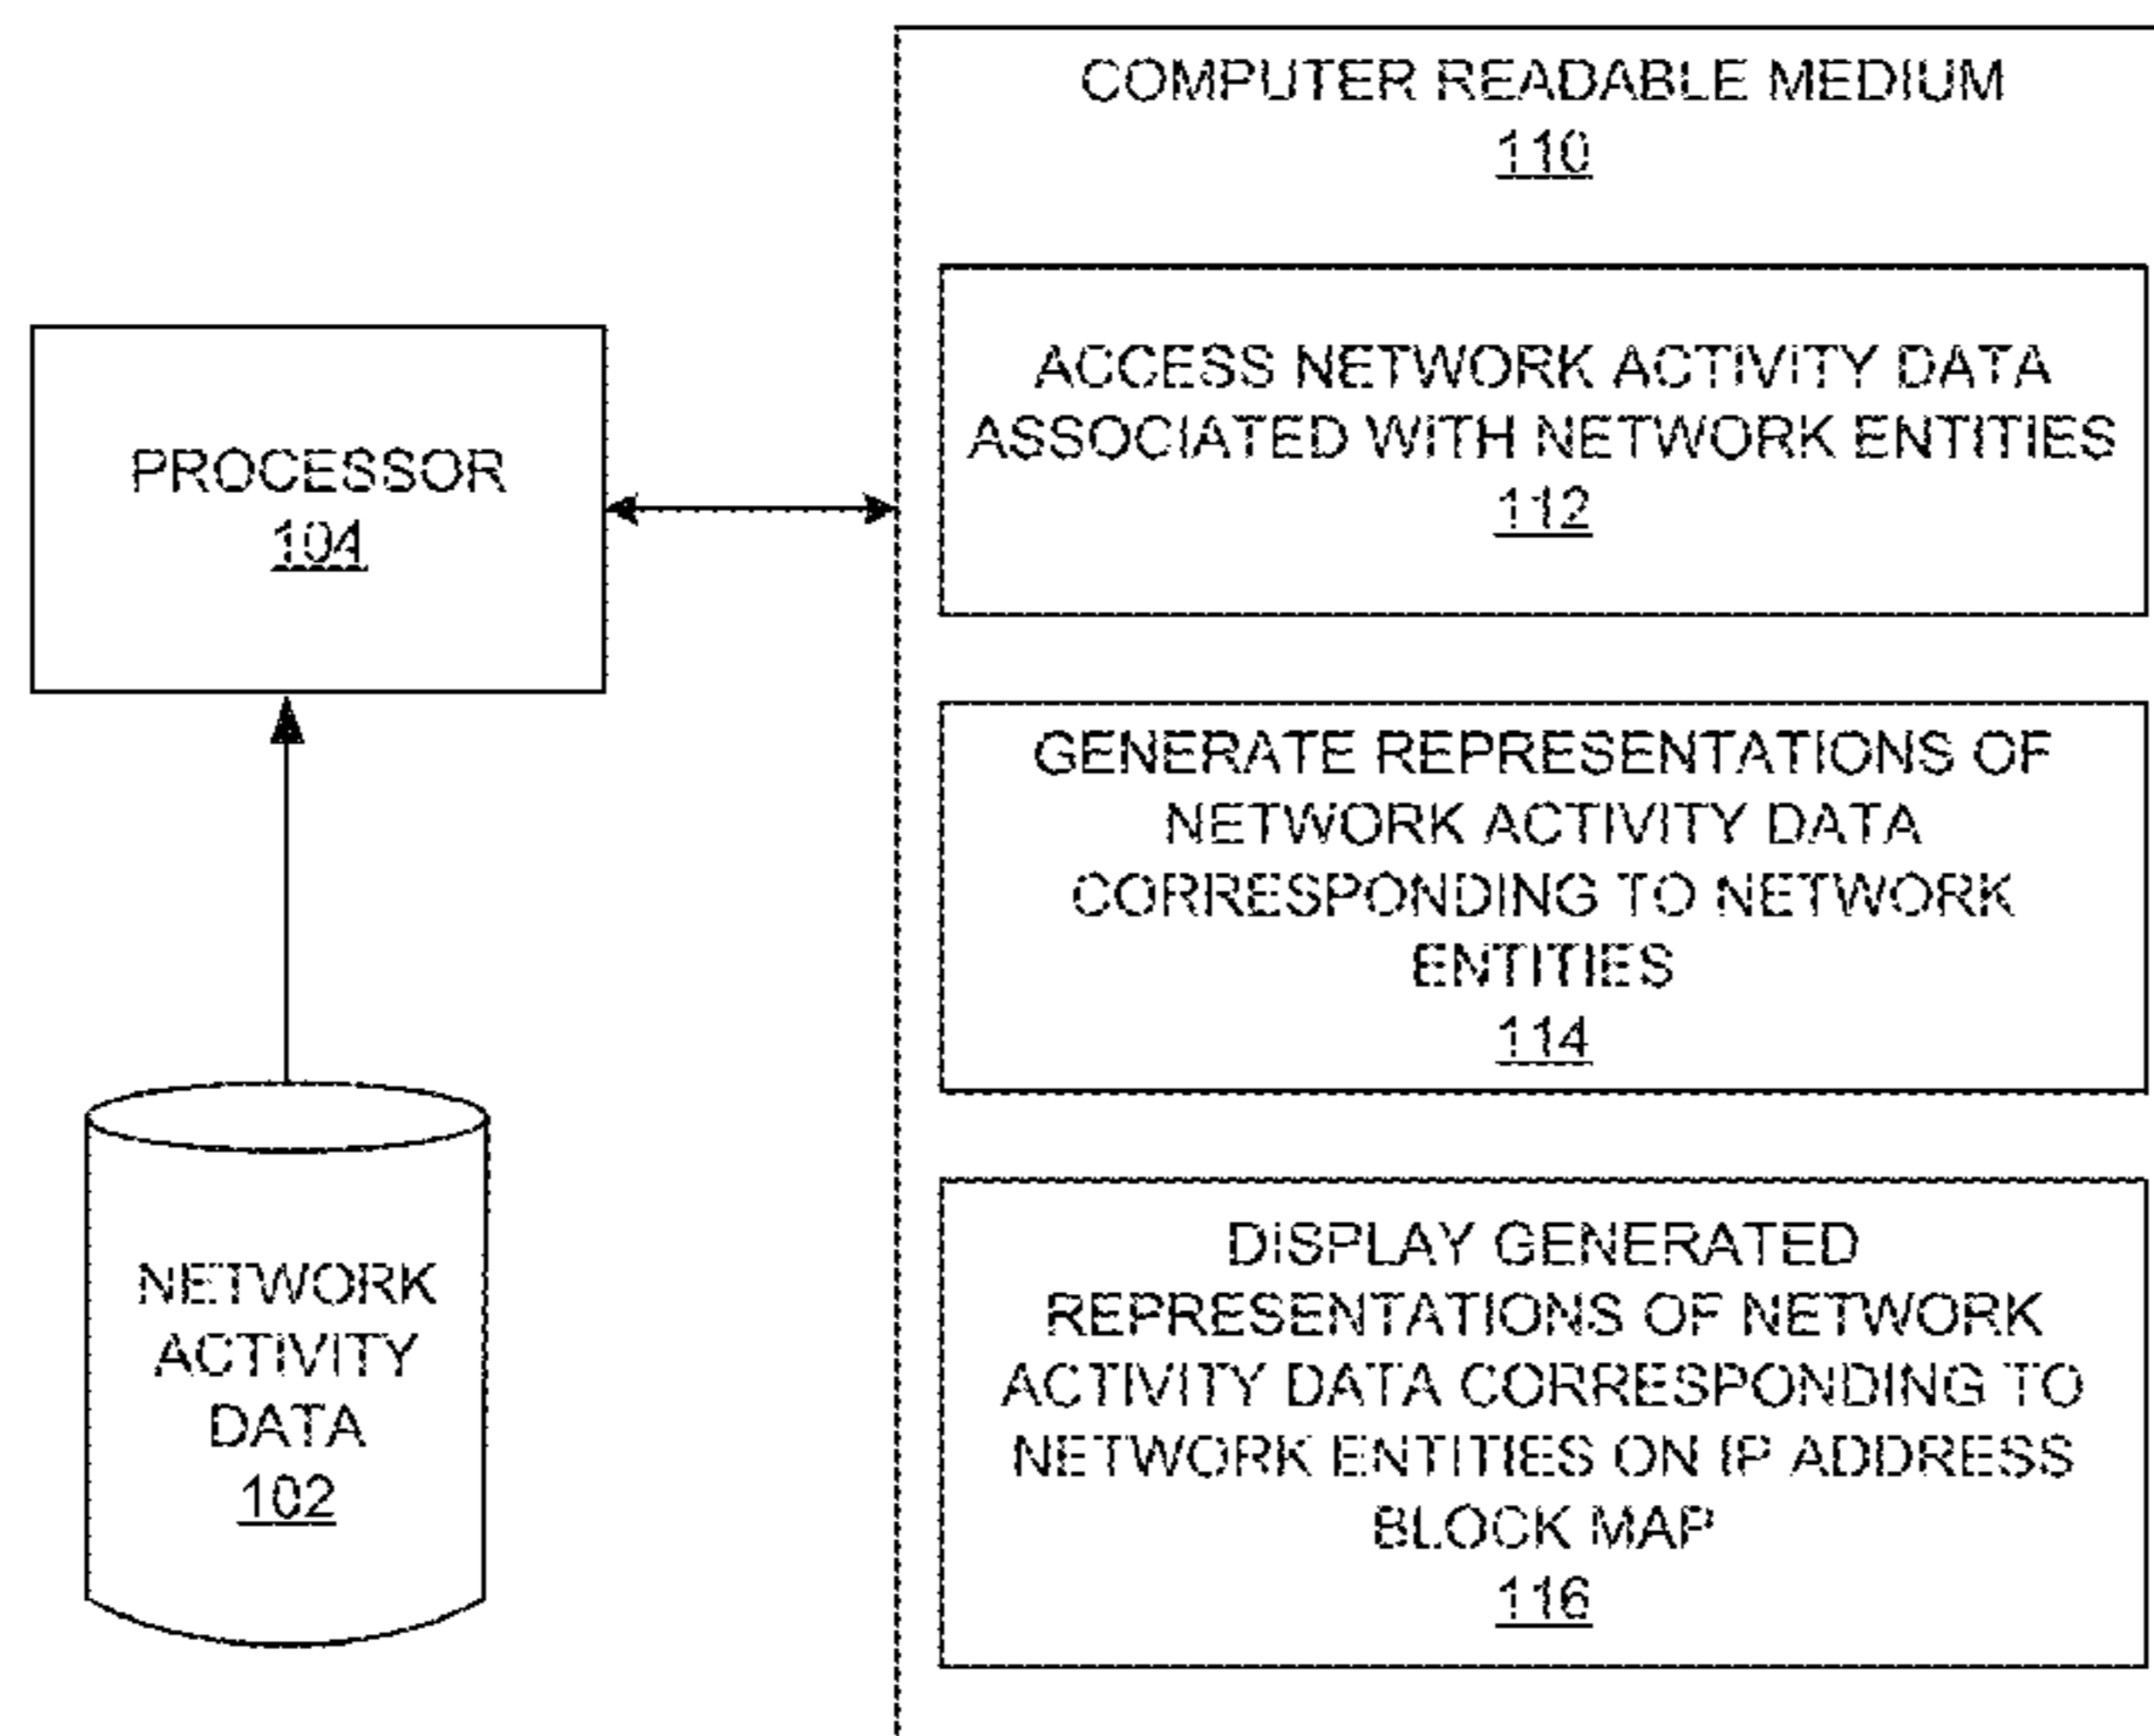 COMPUTER READABLE MEDIUM
110
ACCESS NETWORK ACTIVITY DATA
ASSOCIATED WITH NETWORK ENTITIES
112
PROCESSOR
104
GENERATE REPRESENTATIONS OF
NETWORK ACTIVITY DATA
CORRESPONDING TO NETWORK
ENTITIES
114
NETWORK
ACTIVITY
DATA
102
DISPLAY GENERATED
REPRESENTATIONS OF NETWORK
ACTIVITY DATA CORRESPONDING TO
NETWORK ENTITIES ON IP ADDRESS
BLOCK MAP
116